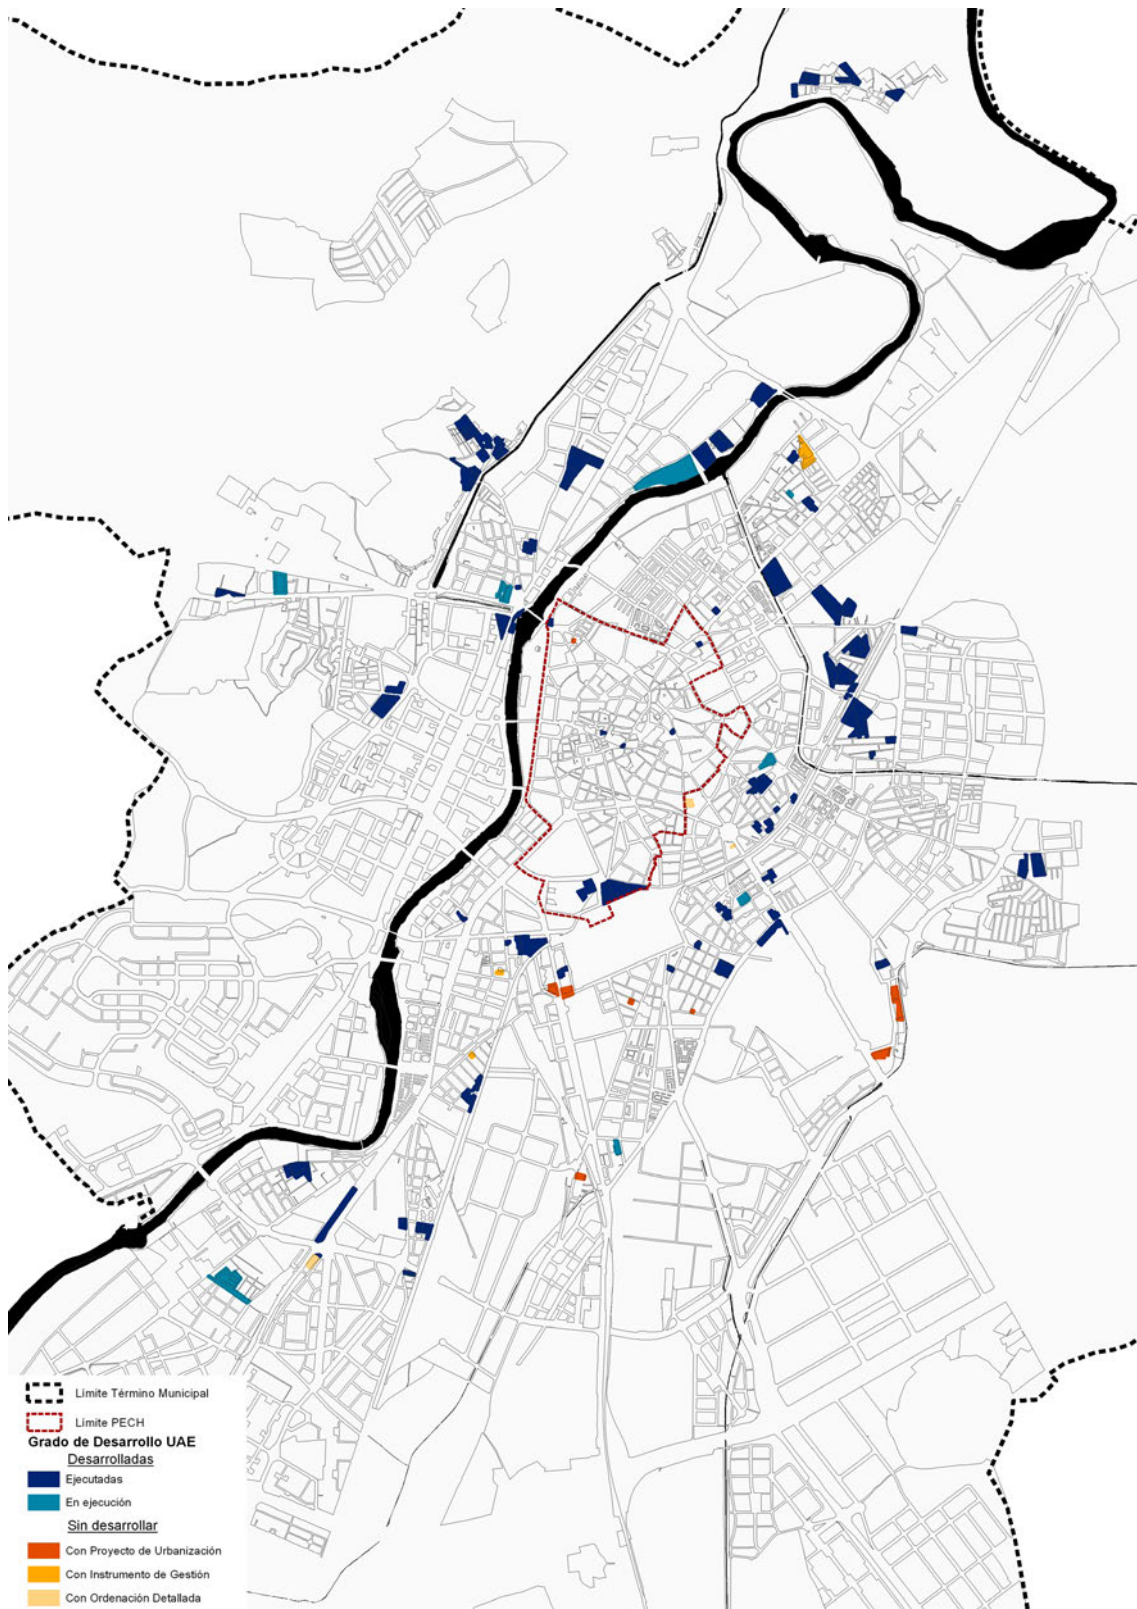 Límite Término Municipal
Límite PECH
Grado de Desarrollo UAE
Desarrolladas
Ejecutadas
En ejecución
Sin desarrollar
Con Proyecto de Urbanización
Con Instrumento de Gestión
Con Ordenación Detallada